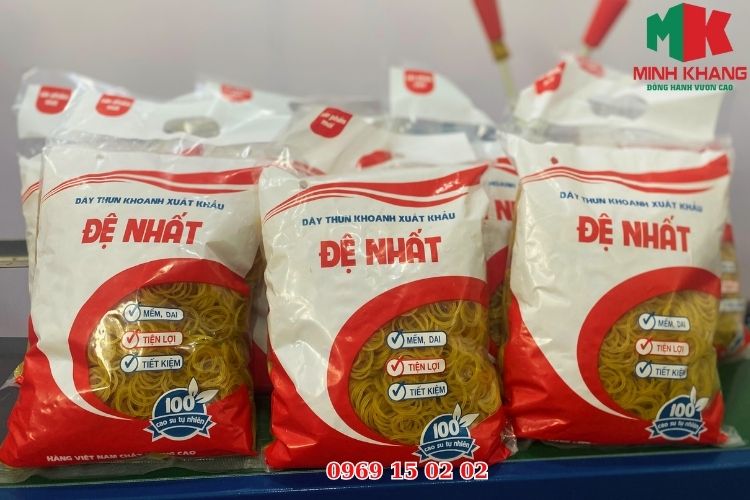 MK
MINH KHANG
ĐỒNG HÀNH VƯƠN CAO
DÂY THUN KHOANH XUẤT KHẨU
ĐỆ NHẤT
MỀM, DAI
TIỆN LỢI
TIẾT KIỆM
100
cao su tự nhiên
HÀNG VIỆT NAM CHẤT
CAO
DÂY THUN KHOANH XUẤT KHẨU
ĐỆ NHẤT
MỀM, DAI
TIỆN LỢI
TIẾT KIỆM
100
cao su tự nhiên
DÂY THUN KHOANH XUẤT KHẨU
ĐỆ NHẤT
MỀM, DAI
TIỆN LỢI
TIẾT KIỆM
100
cao su tự nhiên
0969 15 02 02